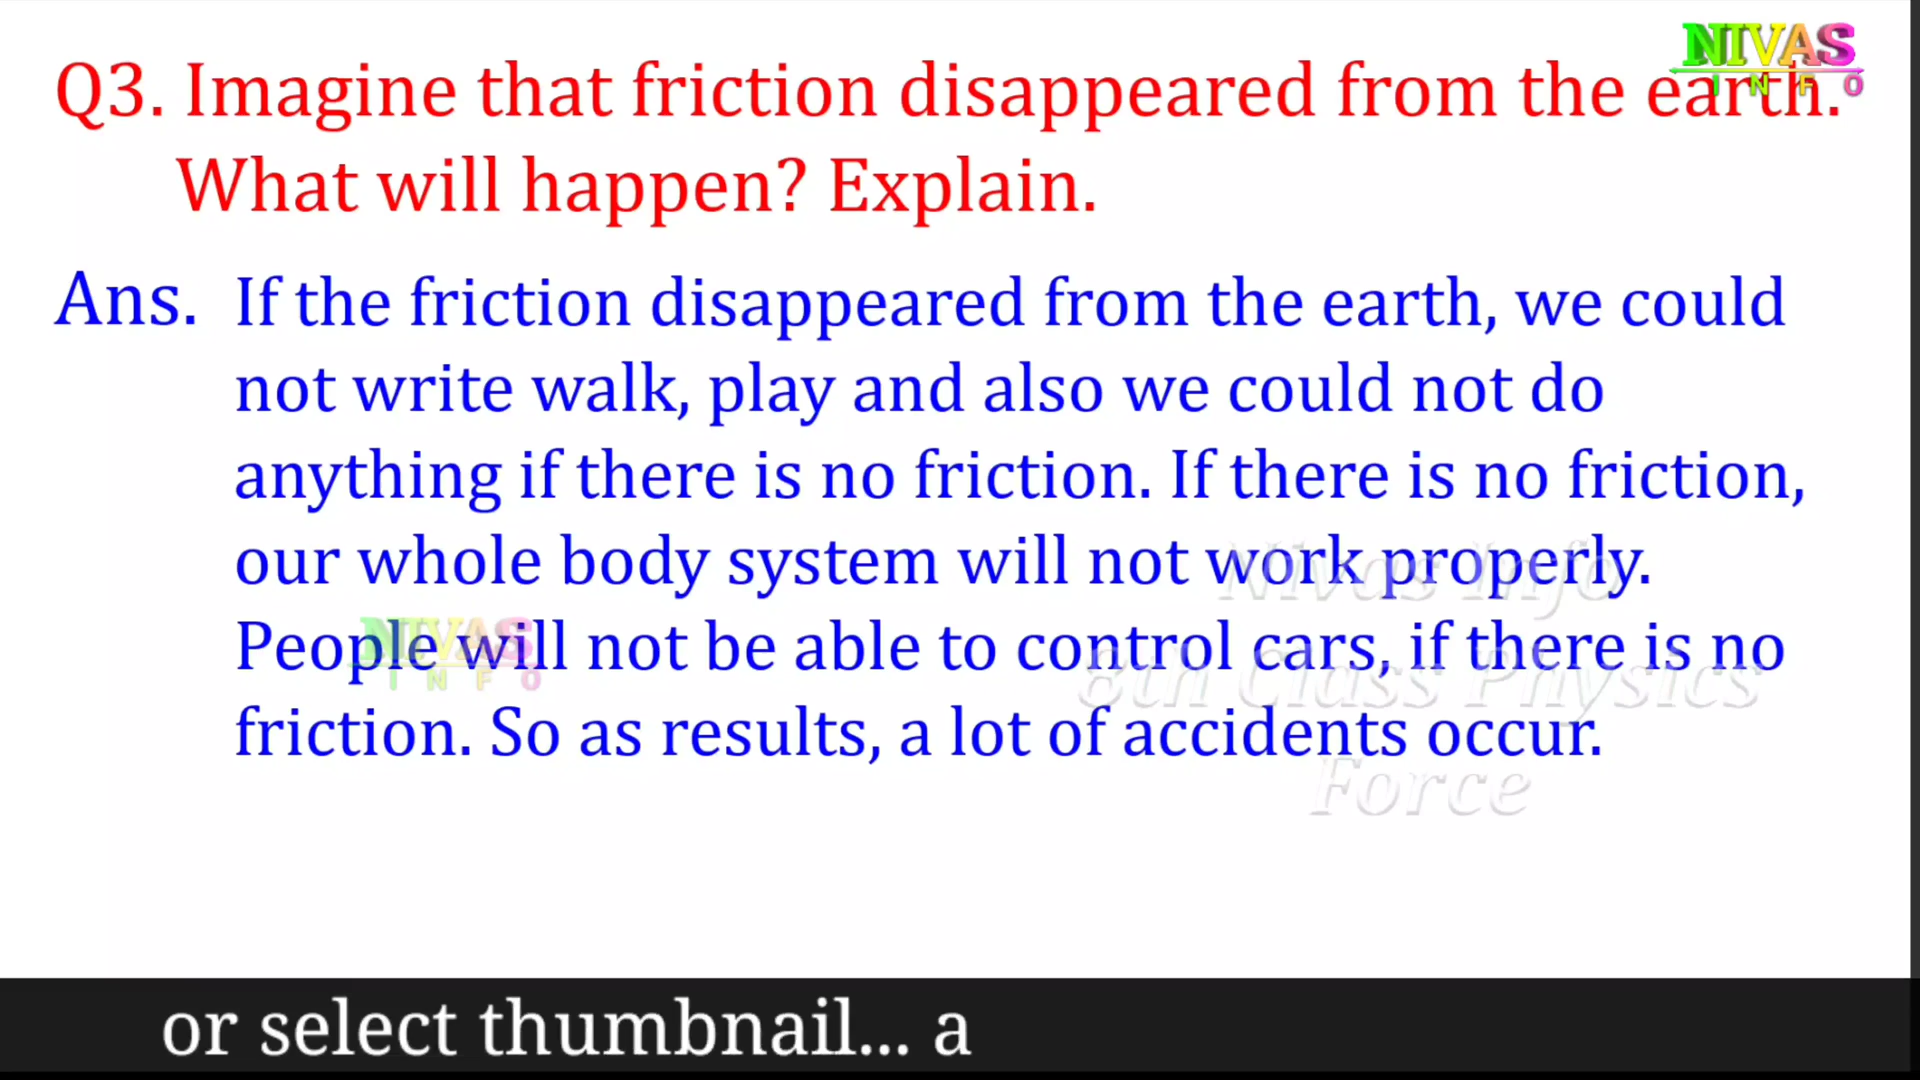 NIVAS
INFO
Q3. Imagine that friction disappeared from the earth.
What will happen? Explain.
Ans. If the friction disappeared from the earth, we could
not write walk, play and also we could not do
anything if there is no friction. If there is no friction,
our whole body system will not work properly.
Nivas Info
People will not be able to control cars, if there is no
NIVAS
INFO
8th Class Physics
friction. So as results, a lot of accidents occur.
Force
or select thumbnail... a